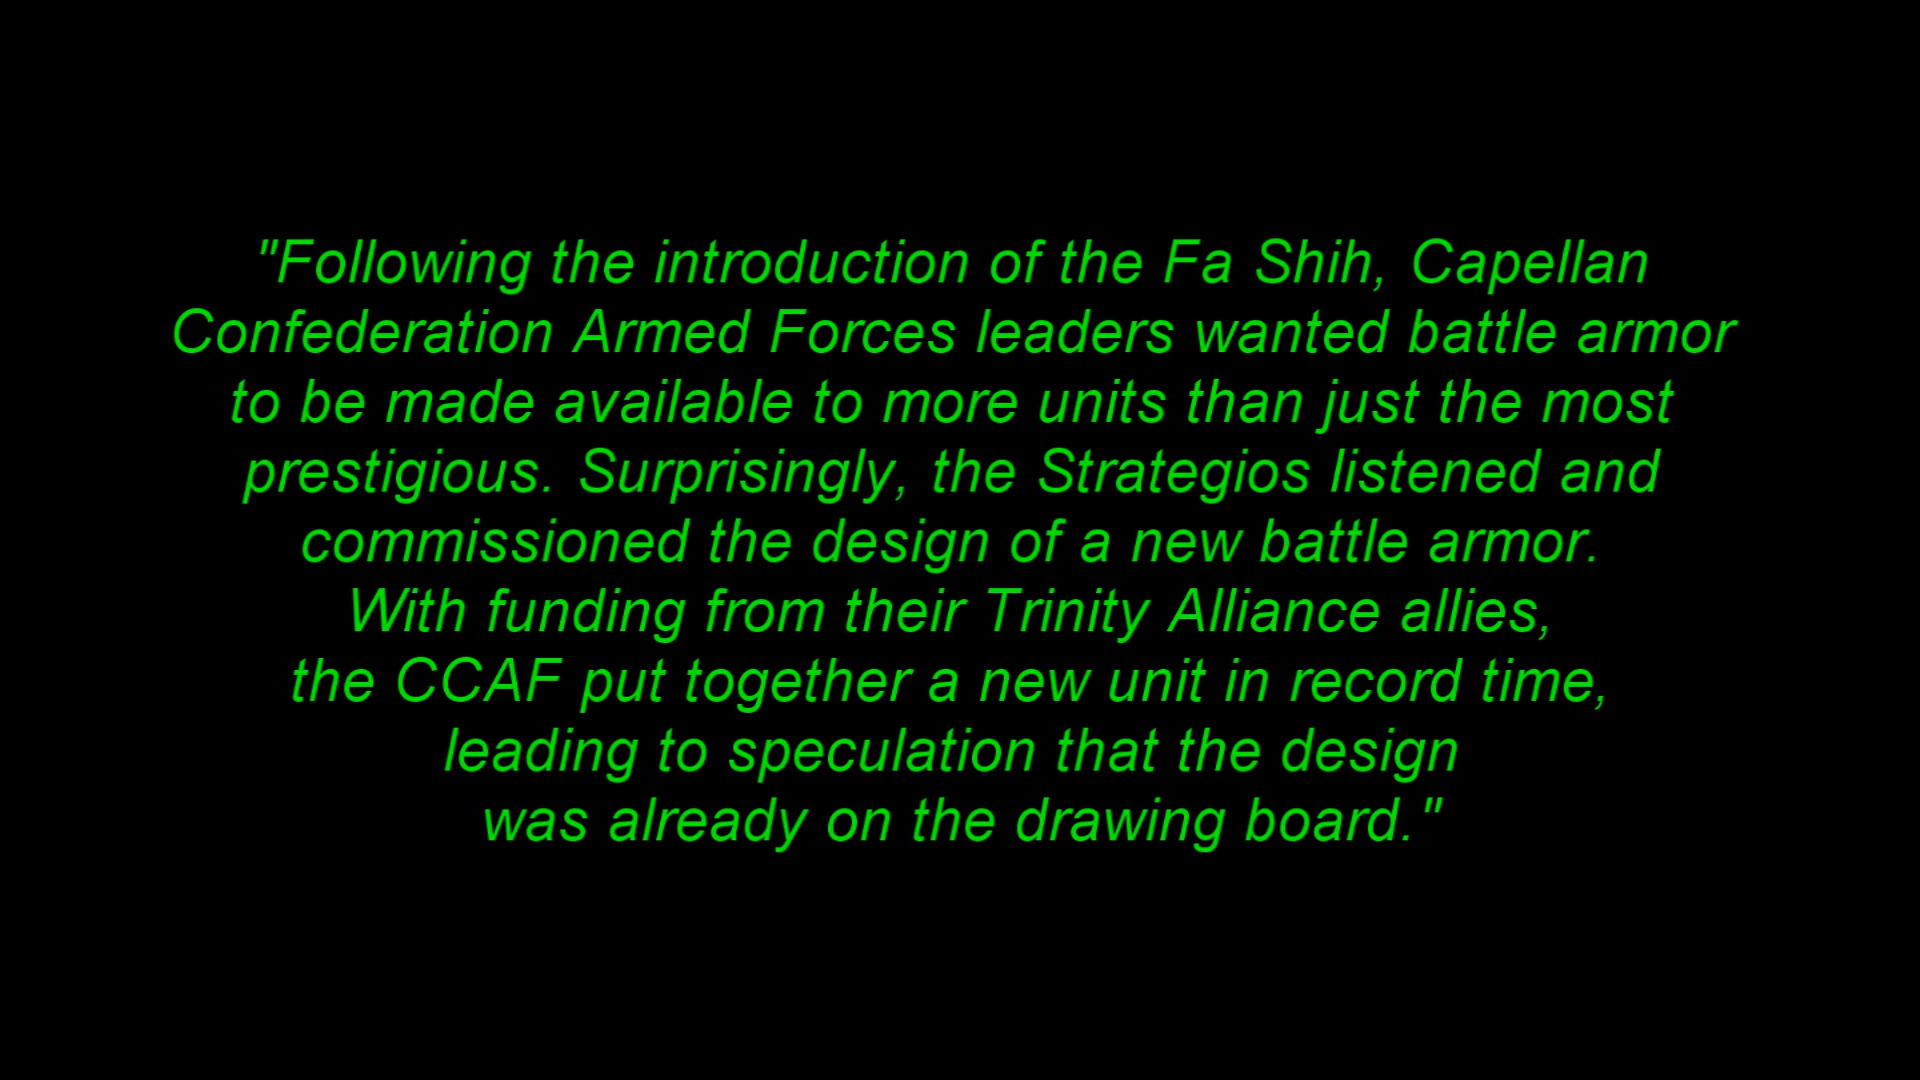 "Following the introduction of the Fa Shih, Capellan
Confederation Armed Forces leaders wanted battle armor
to be made available to more units than just the most
prestigious. Surprisingly, the Strategios listened and
commissioned the design of a new battle armor.
With funding from their Trinity Alliance allies,
the CCAF put together a new unit in record time,
leading to speculation that the design
was already on the drawing board."